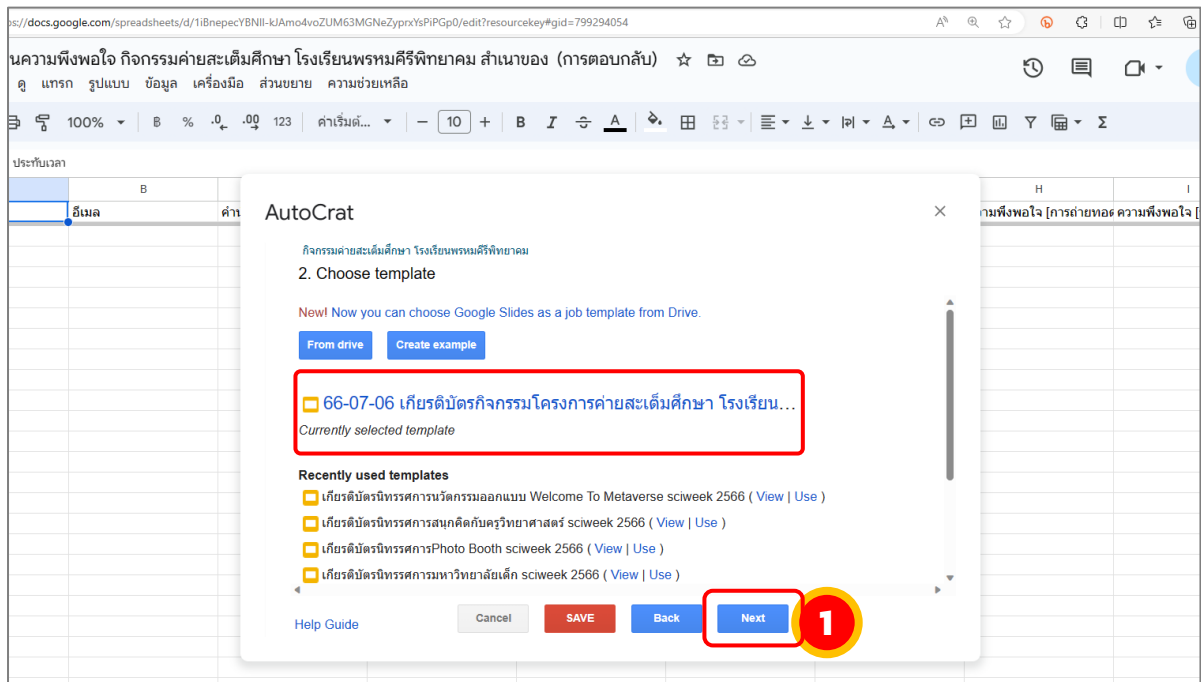 ps://docs.google.com/spreadsheets/d/1iBnepecYBNII-kJAmo4voZUM63MGNeZyprxYsPiPGp0/edit?resourcekey#gid=799294054
นความพึงพอใจ กิจกรรมค่ายสะเต็มศึกษา โรงเรียนพรหมคีรีพิทยาคม สำเนาของ (การตอบกลับ)
ดู แทรก รูปแบบ ข้อมูล เครื่องมือ ส่วนขยาย ความช่วยเหลือ
100% ฿ % .0 .00 123 ค่าเริ่มต้... − 10 + B I A
ประทับเวลา
B H I
อีเมล คำน ามพึงพอใจ [การถ่ายทอด ความพึงพอใจ [
AutoCrat
กิจกรรมค่ายสะเต็มศึกษา โรงเรียนพรหมคีรีพิทยาคม
2. Choose template
New! Now you can choose Google Slides as a job template from Drive.
From drive Create example
66-07-06 เกียรติบัตรกิจกรรมโครงการค่ายสะเต็มศึกษา โรงเรียน...
Currently selected template
Recently used templates
เกียรติบัตรนิทรรศการนวัตกรรมออกแบบ Welcome To Metaverse sciweek 2566 ( View | Use )
เกียรติบัตรนิทรรศการสนุกคิดกับครูวิทยาศาสตร์ sciweek 2566 ( View | Use )
เกียรติบัตรนิทรรศการPhoto Booth sciweek 2566 ( View | Use )
เกียรติบัตรนิทรรศการมหาวิทยาลัยเด็ก sciweek 2566 ( View | Use )
Help Guide Cancel SAVE Back Next 1